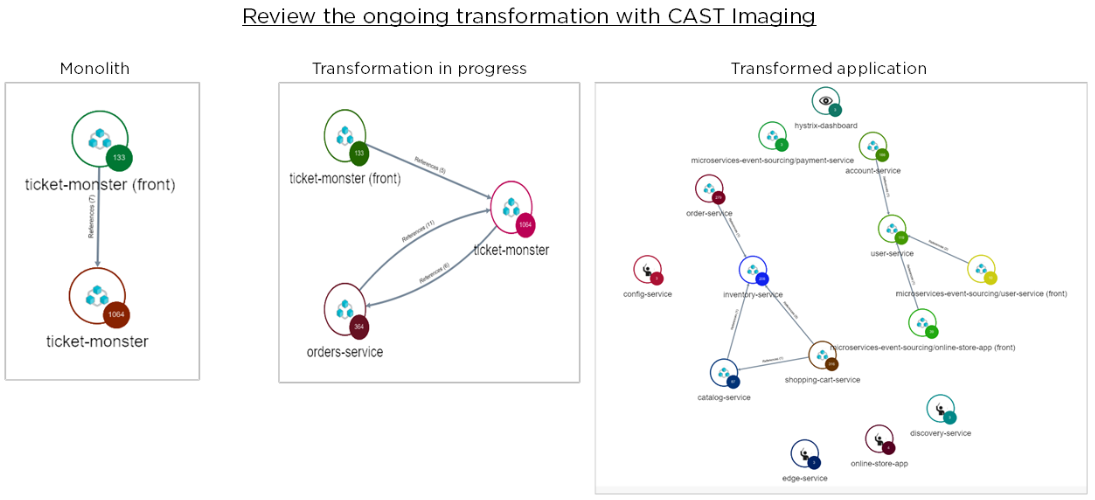 Review the ongoing transformation with CAST Imaging
Monolith
133
ticket-monster (front)
References (7)
1064
ticket-monster
Transformation in progress
133
ticket-monster (front)
References (5)
1064
ticket-monster
References (11)
References (6)
364
orders-service
Transformed application
hystrix-dashboard
microservices-event-sourcing/payment-service
account-service
order-service
user-service
config-service
inventory-service
microservices-event-sourcing/user-service (front)
microservices-event-sourcing/online-store-app (front)
shopping-cart-service
catalog-service
discovery-service
online-store-app
edge-service